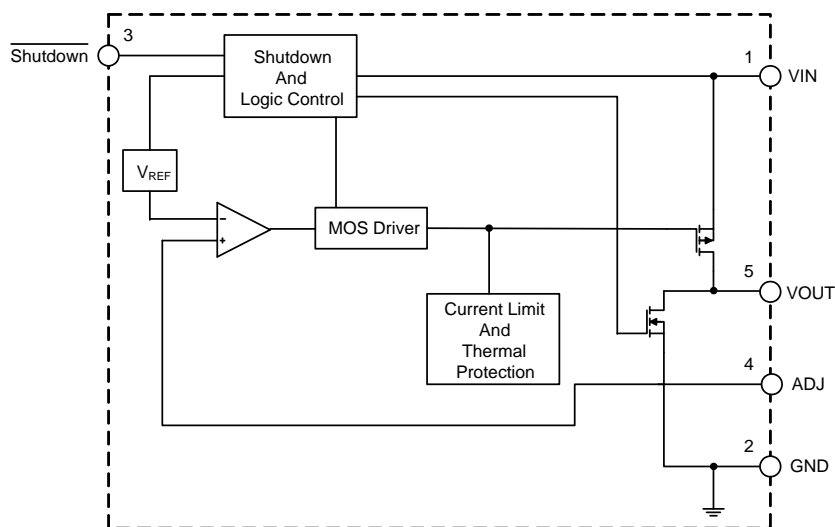 3
Shutdown
Shutdown
And
Logic Control
1
VIN
VREF
−
+
MOS Driver
5
VOUT
Current Limit
And
Thermal
Protection
4
ADJ
2
GND